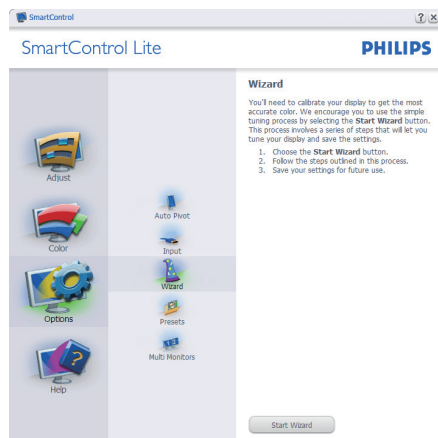 SmartControl
SmartControl Lite
PHILIPS
Adjust
Color
Options
Help
Auto Pivot
Input
Wizard
Presets
Multi Monitors
Wizard
You'll need to calibrate your display to get the most
accurate color. We encourage you to use the simple
tuning process by selecting the Start Wizard button.
This process involves a series of steps that will let you
tune your display and save the settings.
1. Choose the Start Wizard button.
2. Follow the steps outlined in this process.
3. Save your settings for future use.
Start Wizard